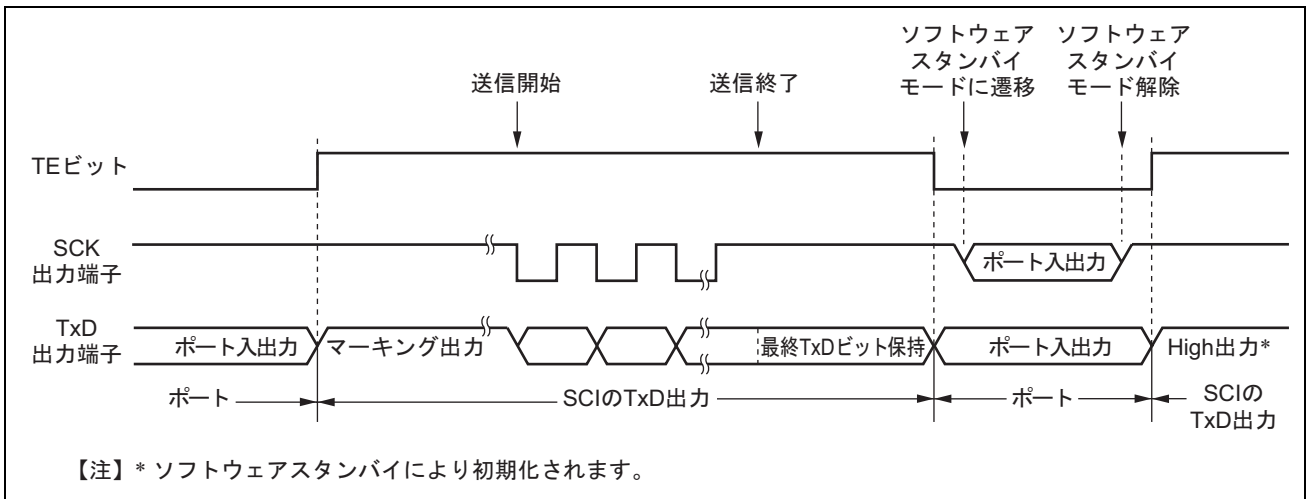 ソフトウェア
スタンバイ
モードに遷移
ソフトウェア
スタンバイ
モード解除
送信開始
送信終了
TEビット
SCK
出力端子
ポート入出力
TxD
出力端子
ポート入出力
マーキング出力
最終TxDビット保持
ポート入出力
High出力*
ポート
SCIのTxD出力
ポート
SCIの
TxD出力
【注】* ソフトウェアスタンバイにより初期化されます。